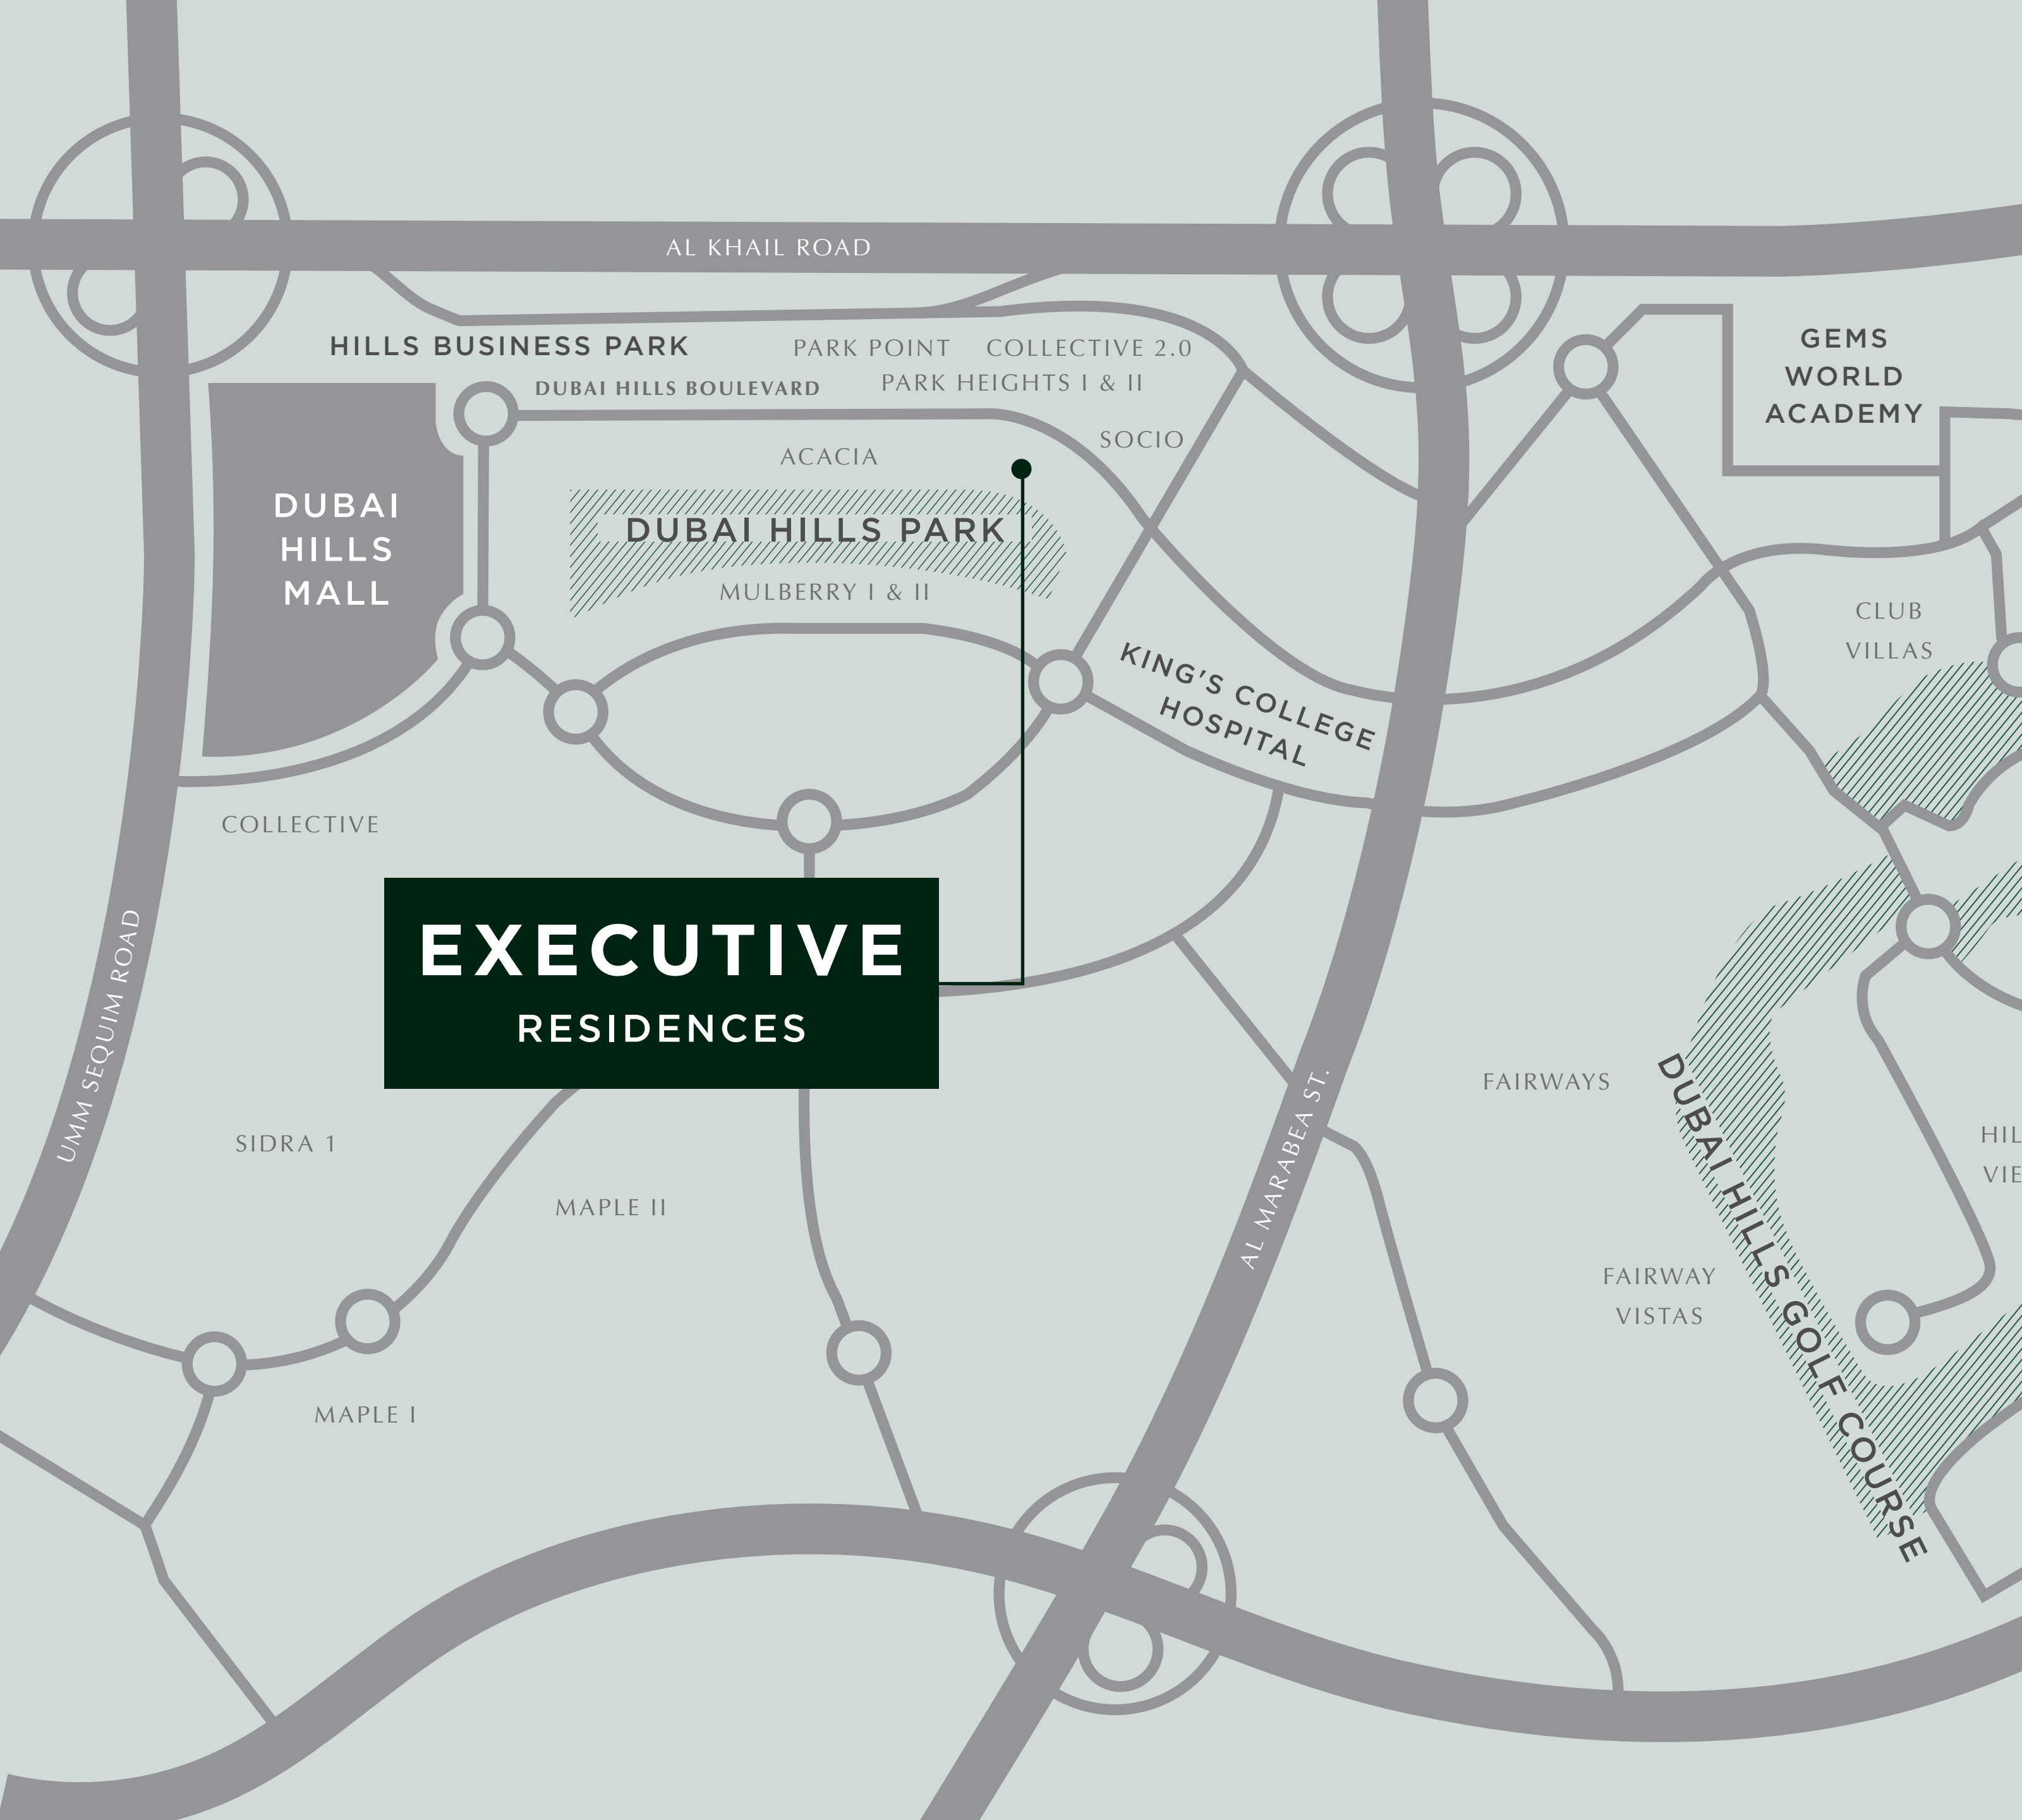 AL KHAIL ROAD
HILLS BUSINESS PARK
PARK POINT
COLLECTIVE 2.0
DUBAI HILLS BOULEVARD
PARK HEIGHTS I & II
GEMS
WORLD
ACADEMY
SOCIO
ACACIA
DUBAI
HILLS
MALL
DUBAI HILLS PARK
MULBERRY I & II
CLUB
VILLAS
KING'S COLLEGE
HOSPITAL
COLLECTIVE
EXECUTIVE
RESIDENCES
UMM SEQUIM ROAD
AL MARABEA ST.
FAIRWAYS
DUBAI HILLS GOLF COURSE
HIL
VIE
SIDRA 1
MAPLE II
FAIRWAY
VISTAS
MAPLE I